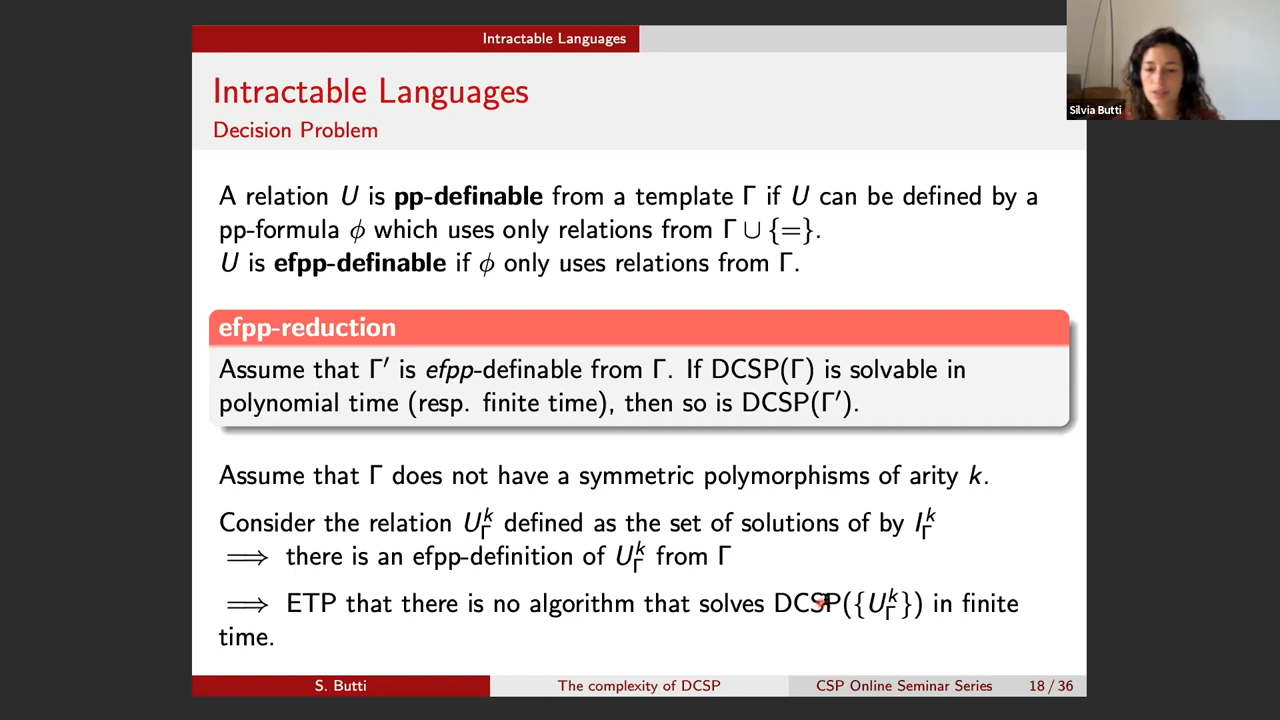 Intractable Languages
Silvia Butti
Intractable Languages
Decision Problem
A relation U is pp-definable from a template Γ if U can be defined by a
pp-formula ϕ which uses only relations from Γ ∪ {=}.
U is efpp-definable if ϕ only uses relations from Γ.
efpp-reduction
Assume that Γ′ is efpp-definable from Γ. If DCSP(Γ) is solvable in
polynomial time (resp. finite time), then so is DCSP(Γ′).
Assume that Γ does not have a symmetric polymorphisms of arity k.
Consider the relation U_Γ^k defined as the set of solutions of by I_Γ^k
⟹ there is an efpp-definition of U_Γ^k from Γ
⟹ ETP that there is no algorithm that solves DCSP({U_Γ^k}) in finite
time.
S. Butti The complexity of DCSP CSP Online Seminar Series 18 / 36